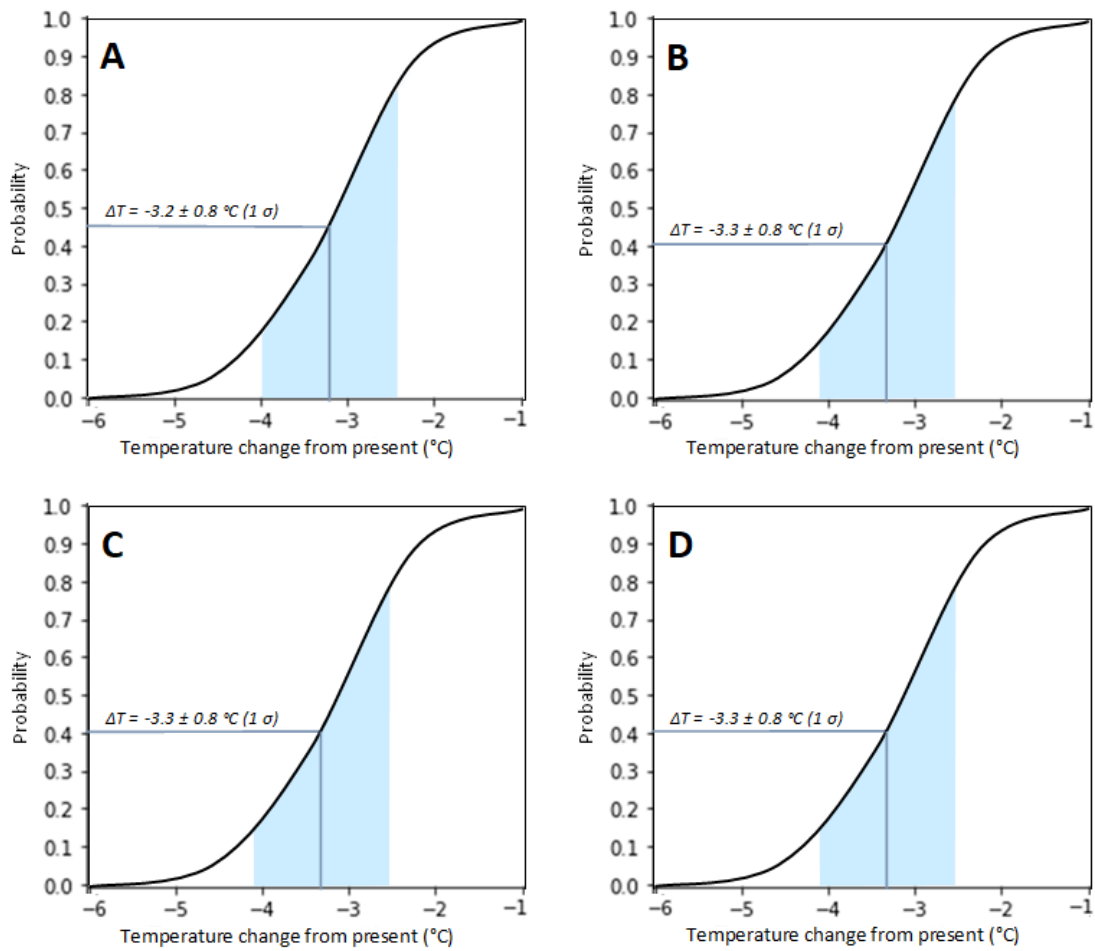 A
1.0
0.9
0.8
0.7
0.6
0.5
0.4
0.3
0.2
0.1
0.0
Probability
ΔT = -3.2 ± 0.8 °C (1 σ)
−6 −5 −4 −3 −2 −1
Temperature change from present (°C)
B
1.0
0.9
0.8
0.7
0.6
0.5
0.4
0.3
0.2
0.1
0.0
Probability
ΔT = -3.3 ± 0.8 °C (1 σ)
−6 −5 −4 −3 −2 −1
Temperature change from present (°C)
C
1.0
0.9
0.8
0.7
0.6
0.5
0.4
0.3
0.2
0.1
0.0
Probability
ΔT = -3.3 ± 0.8 °C (1 σ)
−6 −5 −4 −3 −2 −1
Temperature change from present (°C)
D
1.0
0.9
0.8
0.7
0.6
0.5
0.4
0.3
0.2
0.1
0.0
Probability
ΔT = -3.3 ± 0.8 °C (1 σ)
−6 −5 −4 −3 −2 −1
Temperature change from present (°C)